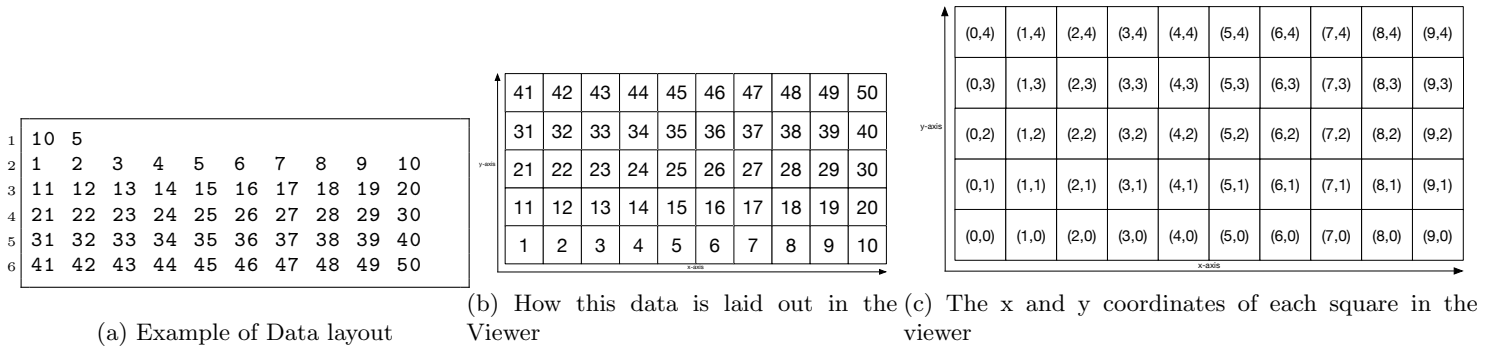 1 10 5
2 1 2 3 4 5 6 7 8 9 10
3 11 12 13 14 15 16 17 18 19 20
4 21 22 23 24 25 26 27 28 29 30
5 31 32 33 34 35 36 37 38 39 40
6 41 42 43 44 45 46 47 48 49 50
(a) Example of Data layout
y-axis
41 42 43 44 45 46 47 48 49 50
31 32 33 34 35 36 37 38 39 40
21 22 23 24 25 26 27 28 29 30
11 12 13 14 15 16 17 18 19 20
1 2 3 4 5 6 7 8 9 10
x-axis
(b) How this data is laid out in the
Viewer
y-axis
(0,4) (1,4) (2,4) (3,4) (4,4) (5,4) (6,4) (7,4) (8,4) (9,4)
(0,3) (1,3) (2,3) (3,3) (4,3) (5,3) (6,3) (7,3) (8,3) (9,3)
(0,2) (1,2) (2,2) (3,2) (4,2) (5,2) (6,2) (7,2) (8,2) (9,2)
(0,1) (1,1) (2,1) (3,1) (4,1) (5,1) (6,1) (7,1) (8,1) (9,1)
(0,0) (1,0) (2,0) (3,0) (4,0) (5,0) (6,0) (7,0) (8,0) (9,0)
x-axis
(c) The x and y coordinates of each square in the
viewer